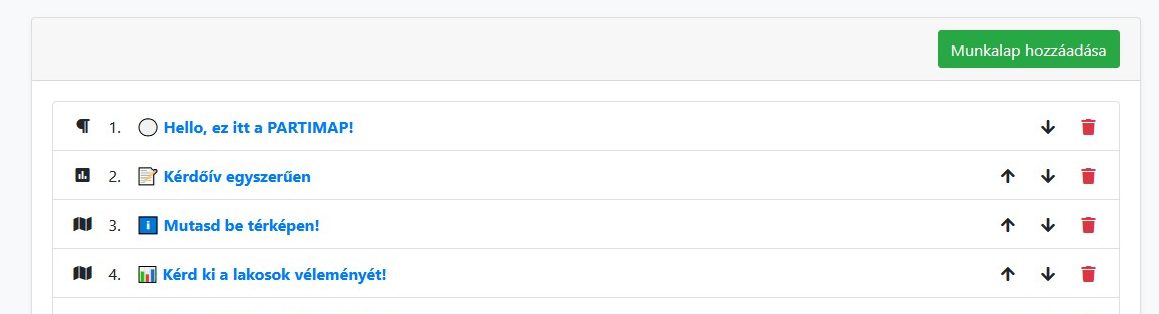 Munkalap hozzáadása
1. Hello, ez itt a PARTIMAP!
2. Kérdőív egyszerűen
3. Mutasd be térképen!
4. Kérd ki a lakosok véleményét!